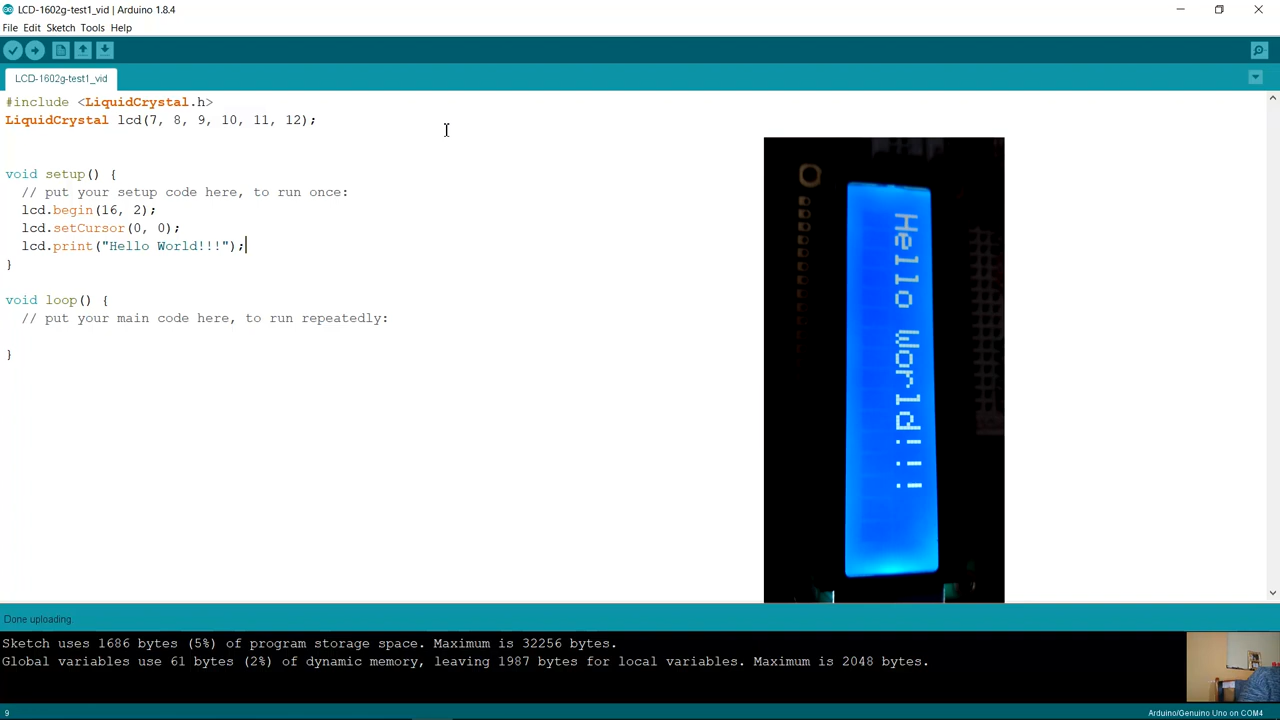 LCD-1602g-test1_vid | Arduino 1.8.4
File Edit Sketch Tools Help
LCD-1602g-test1_vid
#include <LiquidCrystal.h>
LiquidCrystal lcd(7, 8, 9, 10, 11, 12);
void setup() {
// put your setup code here, to run once:
lcd.begin(16, 2);
lcd.setCursor(0, 0);
lcd.print("Hello World!!!");
}
void loop() {
// put your main code here, to run repeatedly:
}
Hello World!!!
Done uploading.
Sketch uses 1686 bytes (5%) of program storage space. Maximum is 32256 bytes.
Global variables use 61 bytes (2%) of dynamic memory, leaving 1987 bytes for local variables. Maximum is 2048 bytes.
9
Arduino/Genuino Uno on COM4